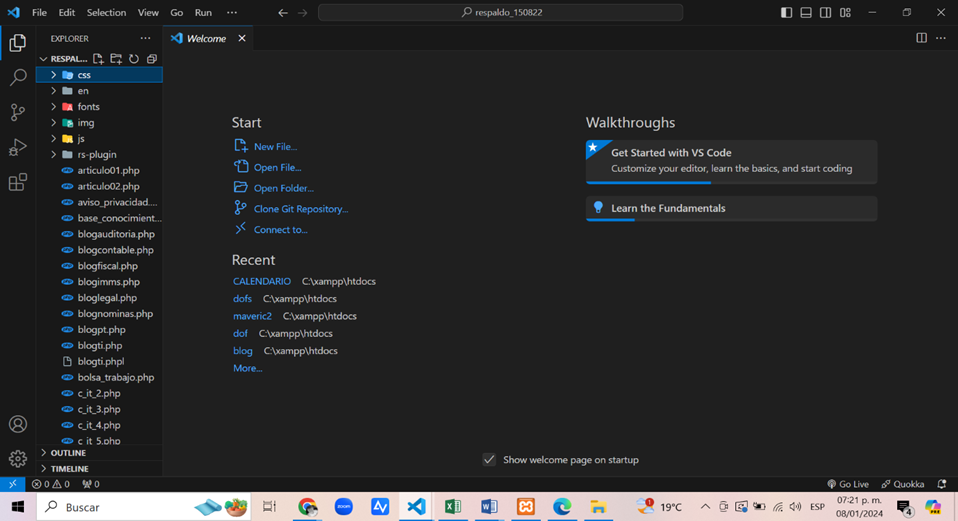 File Edit Selection View Go Run ··· respaldo_150822
EXPLORER ···
Welcome
RESPAL...
css
en
fonts
img
js
rs-plugin
articulo01.php
articulo02.php
aviso_privacidad....
base_conocimient...
blogauditoria.php
blogcontable.php
blogfiscal.php
blogimms.php
bloglegal.php
blognominas.php
blogpt.php
blogti.php
blogti.phpl
bolsa_trabajo.php
c_it_2.php
c_it_3.php
c_it_4.php
c_it_5.php
OUTLINE
TIMELINE
Start
New File...
Open File...
Open Folder...
Clone Git Repository...
Connect to...
Recent
CALENDARIO C:\xampp\htdocs
dofs C:\xampp\htdocs
maveric2 C:\xampp\htdocs
dof C:\xampp\htdocs
blog C:\xampp\htdocs
More...
Walkthroughs
Get Started with VS Code
Customize your editor, learn the basics, and start coding
Learn the Fundamentals
Show welcome page on startup
0 0 0 Go Live Quokka
Buscar
zoom
1
19°C
ESP
07:21 p. m.
08/01/2024
4